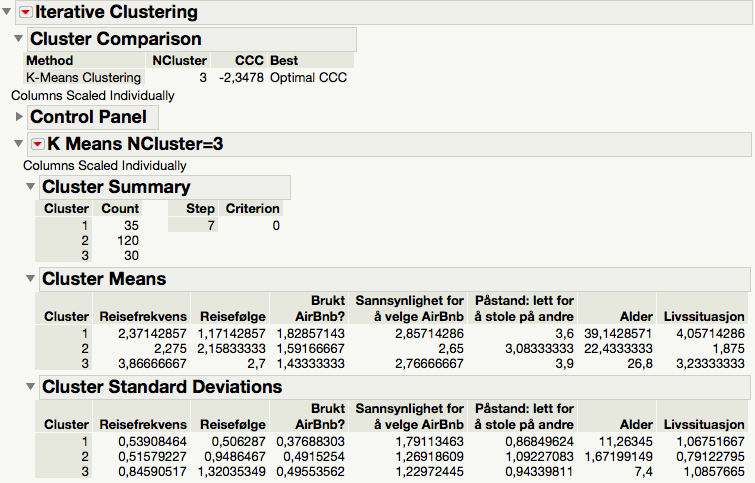 Iterative Clustering
Cluster Comparison
Method NCluster CCC Best
K-Means Clustering 3 -2,3478 Optimal CCC
Columns Scaled Individually
Control Panel
K Means NCluster=3
Columns Scaled Individually
Cluster Summary
Cluster Count Step Criterion
1 35 7 0
2 120
3 30
Cluster Means
Brukt Sannsynlighet for Påstand: lett for
Cluster Reisefrekvens Reisefølge AirBnb? å velge AirBnb å stole på andre Alder Livssituasjon
1 2,37142857 1,17142857 1,82857143 2,85714286 3,6 39,1428571 4,05714286
2 2,275 2,15833333 1,59166667 2,65 3,08333333 22,4333333 1,875
3 3,86666667 2,7 1,43333333 2,76666667 3,9 26,8 3,23333333
Cluster Standard Deviations
Brukt Sannsynlighet for Påstand: lett for
Cluster Reisefrekvens Reisefølge AirBnb? å velge AirBnb å stole på andre Alder Livssituasjon
1 0,53908464 0,506287 0,37688303 1,79113463 0,86849624 11,26345 1,06751667
2 0,51579227 0,9486467 0,4915254 1,26918609 1,09227083 1,67199149 0,79122795
3 0,84590517 1,32035349 0,49553562 1,22972445 0,94339811 7,4 1,0857665